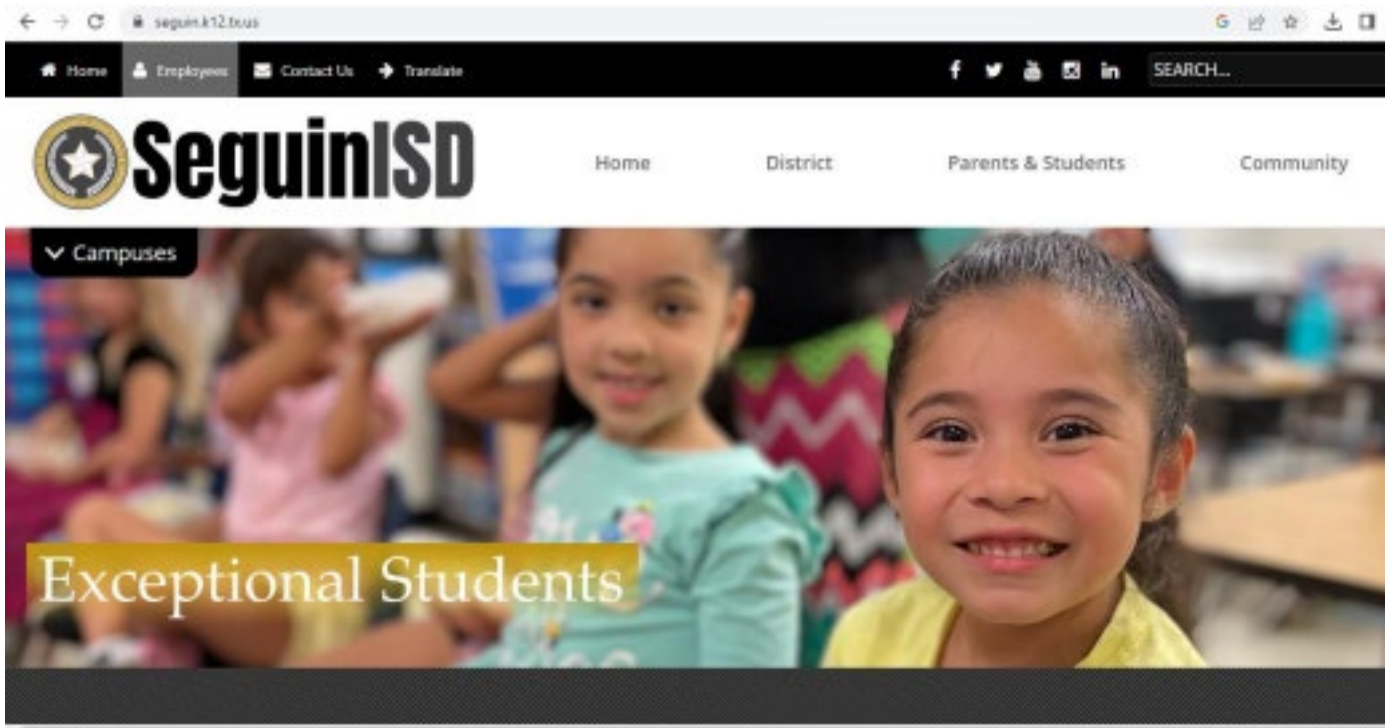 seguin.k12.tx.us
Home Employees Contact Us Translate SEARCH...
SeguinISD Home District Parents & Students Community
Campuses
Exceptional Students